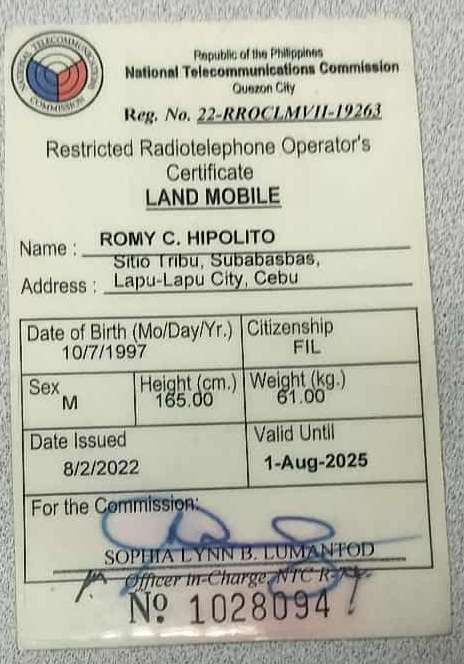 NATIONAL TELECOMMUNICATIONS COMMISSION
Republic of the Philippines
National Telecommunications Commission
Quezon City
Reg. No. 22-RROCLMVII-19263
Restricted Radiotelephone Operator's
Certificate
LAND MOBILE
Name : ROMY C. HIPOLITO
Sitio Tribu, Subabasbas,
Address : Lapu-Lapu City, Cebu
Date of Birth (Mo/Day/Yr.) Citizenship
10/7/1997 FIL
Sex Height (cm.) Weight (kg.)
M 165.00 61.00
Date Issued Valid Until
8/2/2022 1-Aug-2025
For the Commission:
SOPHIA LYNN B. LUMANTOD
Officer in-Charge, NTC
Nº 1028094